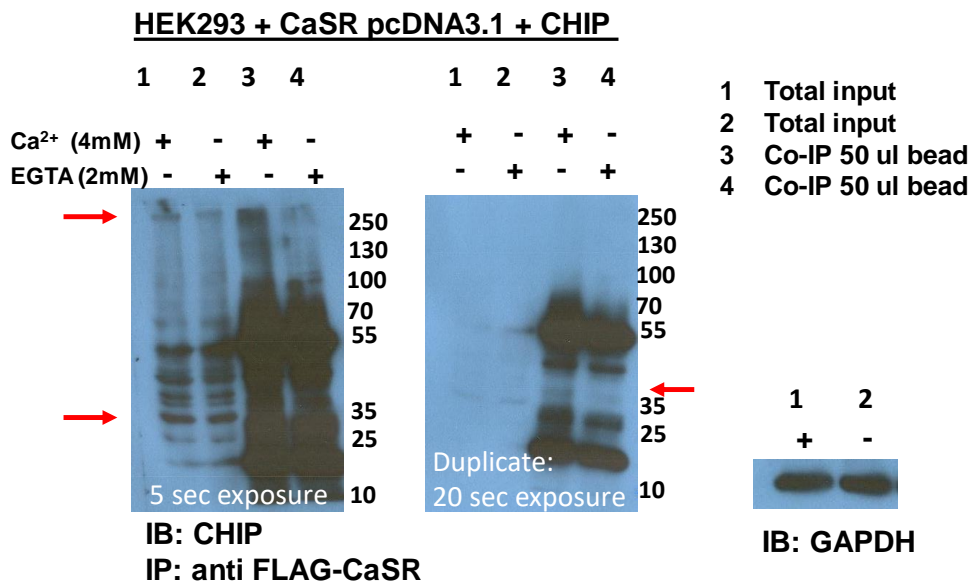 HEK293 + CaSR pcDNA3.1 + CHIP
1 2 3 4
Ca²⁺ (4mM) + - + -
EGTA (2mM) - + - +
250
130
100
70
55
35
25
10
5 sec exposure
IB: CHIP
IP: anti FLAG-CaSR
1 2 3 4
+ - + -
- + - +
250
130
100
70
55
35
25
10
Duplicate:
20 sec exposure
1 Total input
2 Total input
3 Co-IP 50 ul bead
4 Co-IP 50 ul bead
1 2
+ -
IB: GAPDH